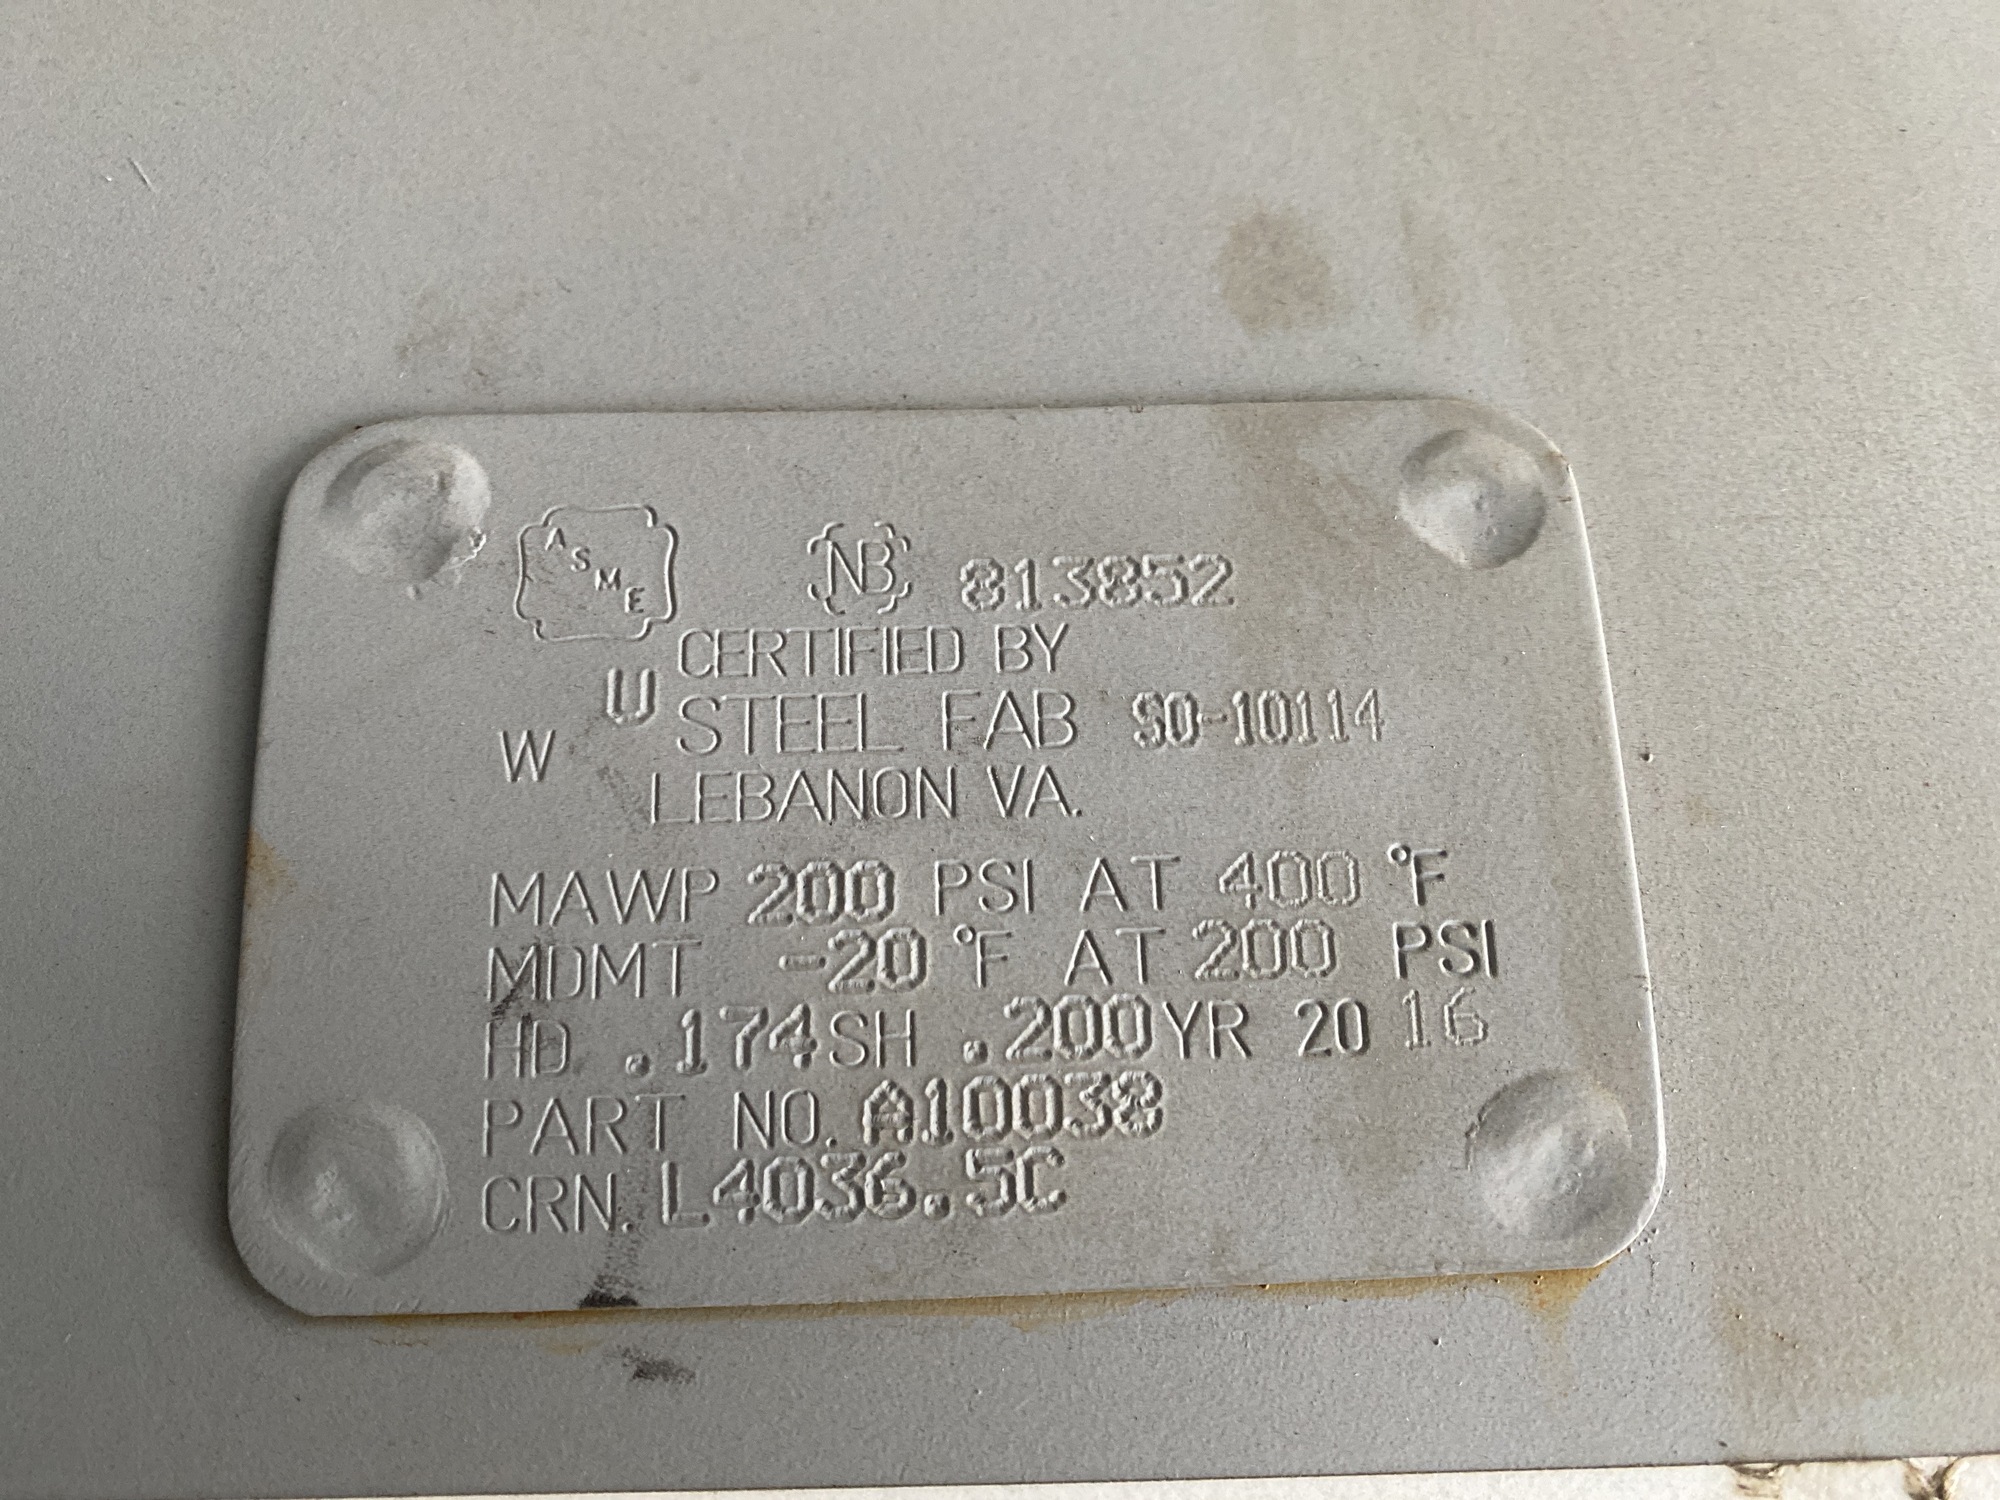 ASME NB 813852
CERTIFIED BY
U
STEEL FAB SO-10114
W
LEBANON VA.
MAWP 200 PSI AT 400 °F
MDMT -20 °F AT 200 PSI
HD .174 SH .200 YR 2016
PART NO. A10038
CRN. L4036.5C